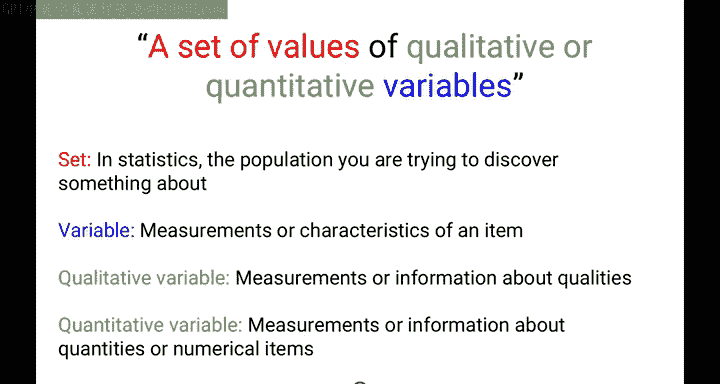 “A set of values of qualitative or
quantitative variables”
Set: In statistics, the population you are trying to discover
something about
Variable: Measurements or characteristics of an item
Qualitative variable: Measurements or information about qualities
Quantitative variable: Measurements or information about
quantities or numerical items